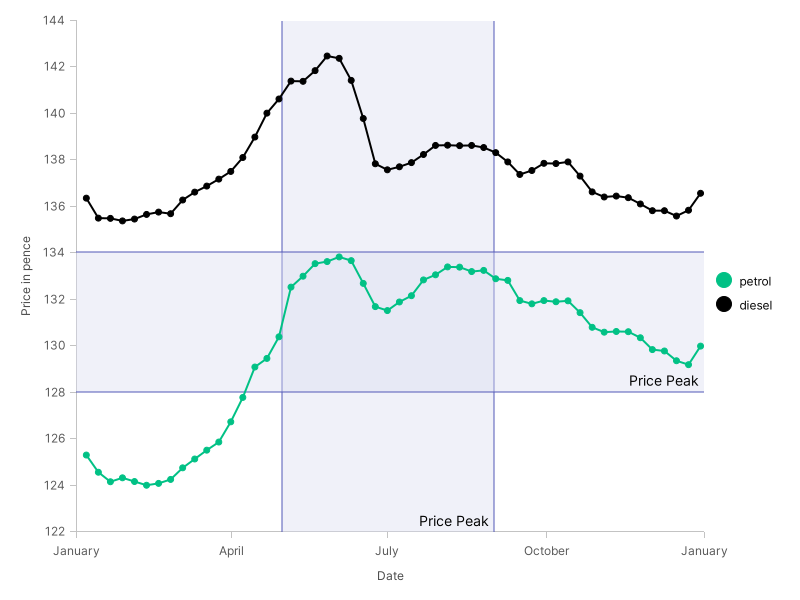 144
142
140
138
136
134
132
130
128
126
124
122
Price in pence
January
April
July
October
January
Date
Price Peak
Price Peak
petrol
diesel